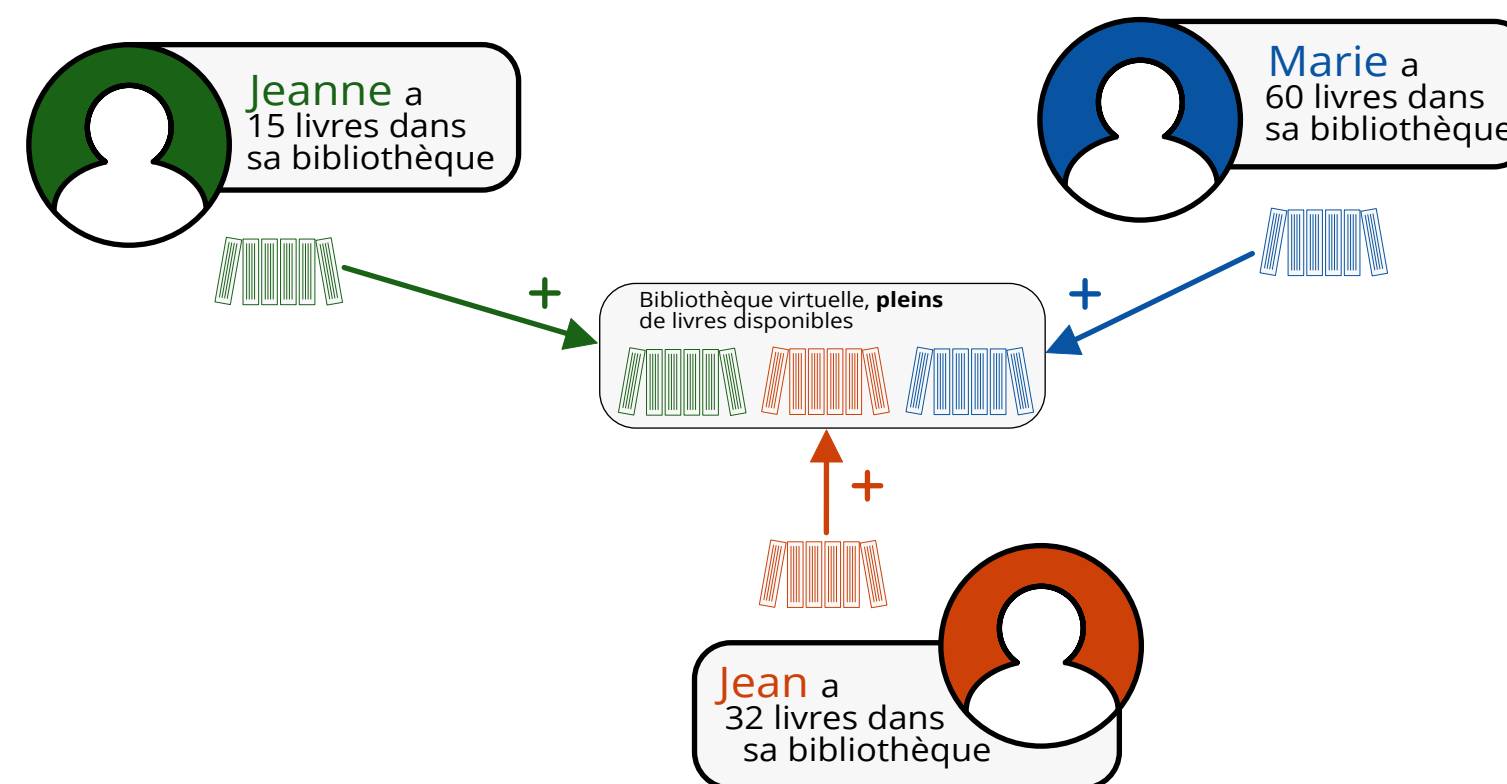 Jeanne a
15 livres dans
sa bibliothèque
Marie a
60 livres dans
sa bibliothèque
Bibliothèque virtuelle, pleins
de livres disponibles
Jean a
32 livres dans
sa bibliothèque